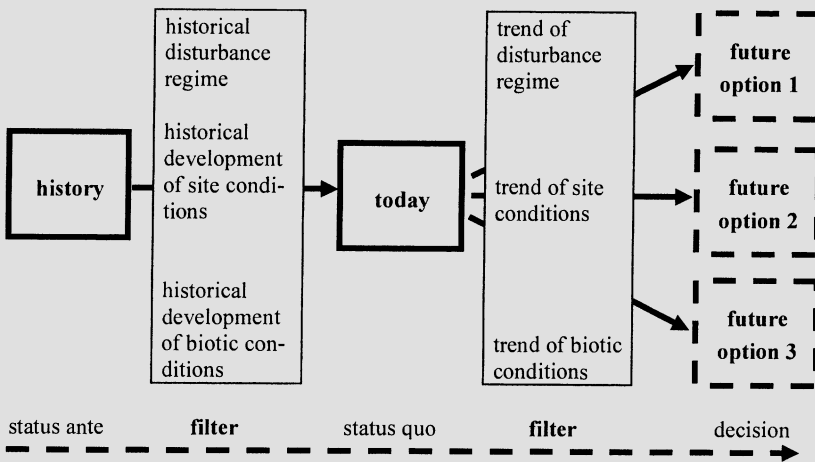 history
historical
disturbance
regime
historical
development
of site condi-
tions
historical
development
of biotic con-
ditions
today
trend of
disturbance
regime
trend of site
conditions
trend of biotic
conditions
future
option 1
future
option 2
future
option 3
status ante
filter
status quo
filter
decision